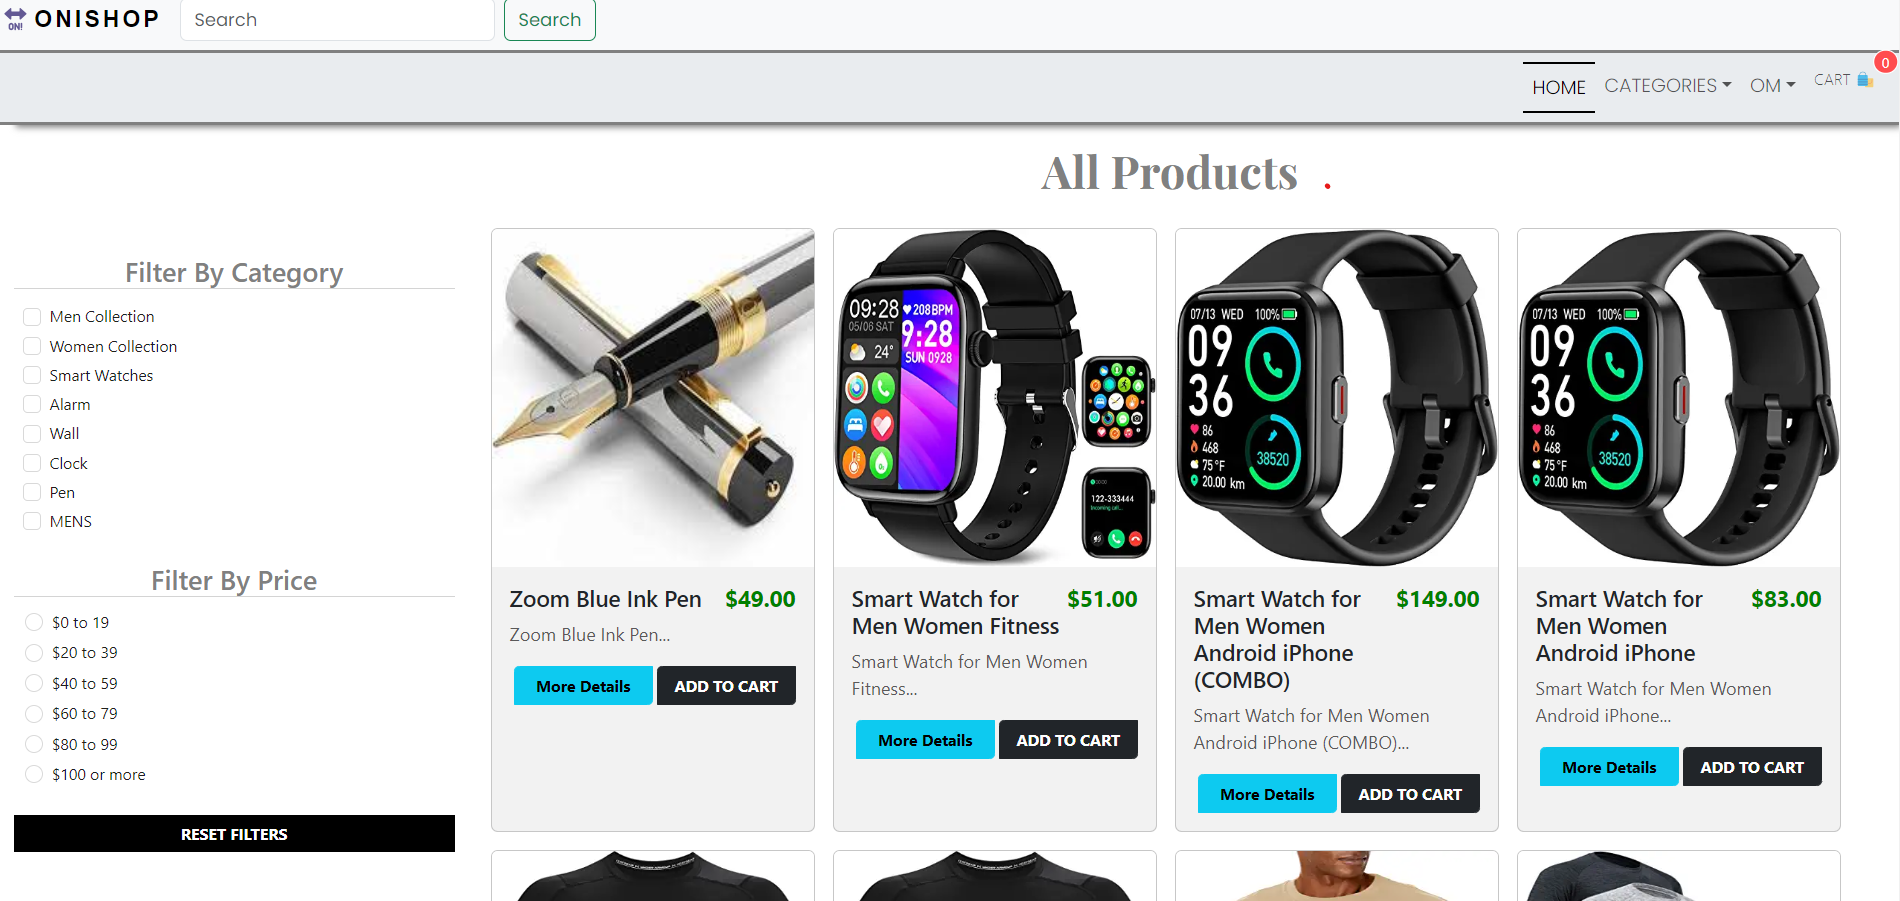 ON!
ONISHOP
Search
Search
HOME
CATEGORIES
OM
CART
0
All Products
Filter By Category
Men Collection
Women Collection
Smart Watches
Alarm
Wall
Clock
Pen
MENS
Filter By Price
$0 to 19
$20 to 39
$40 to 59
$60 to 79
$80 to 99
$100 or more
RESET FILTERS
Zoom Blue Ink Pen $49.00
Zoom Blue Ink Pen...
More Details
ADD TO CART
09:28
05/06 SAT
24°
208BPM
9:28
SUN 0928
122-333444
Incoming call...
Smart Watch for $51.00
Men Women Fitness
Smart Watch for Men Women
Fitness...
More Details
ADD TO CART
07/13 WED 100%
09
36
86
468
75°F
20.00 km
38520
Smart Watch for $149.00
Men Women
Android iPhone
(COMBO)
Smart Watch for Men Women
Android iPhone (COMBO)...
More Details
ADD TO CART
07/13 WED 100%
09
36
86
468
75°F
20.00 km
38520
Smart Watch for $83.00
Men Women
Android iPhone
Smart Watch for Men Women
Android iPhone...
More Details
ADD TO CART